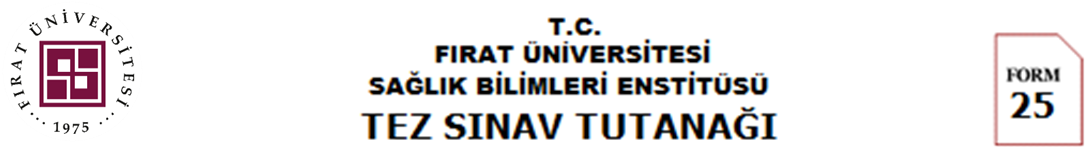 FIRAT ÜNİVERSİTESİ
1975
T.C.
FIRAT ÜNİVERSİTESİ
SAĞLIK BİLİMLERİ ENSTİTÜSÜ
TEZ SINAV TUTANAĞI
FORM
25